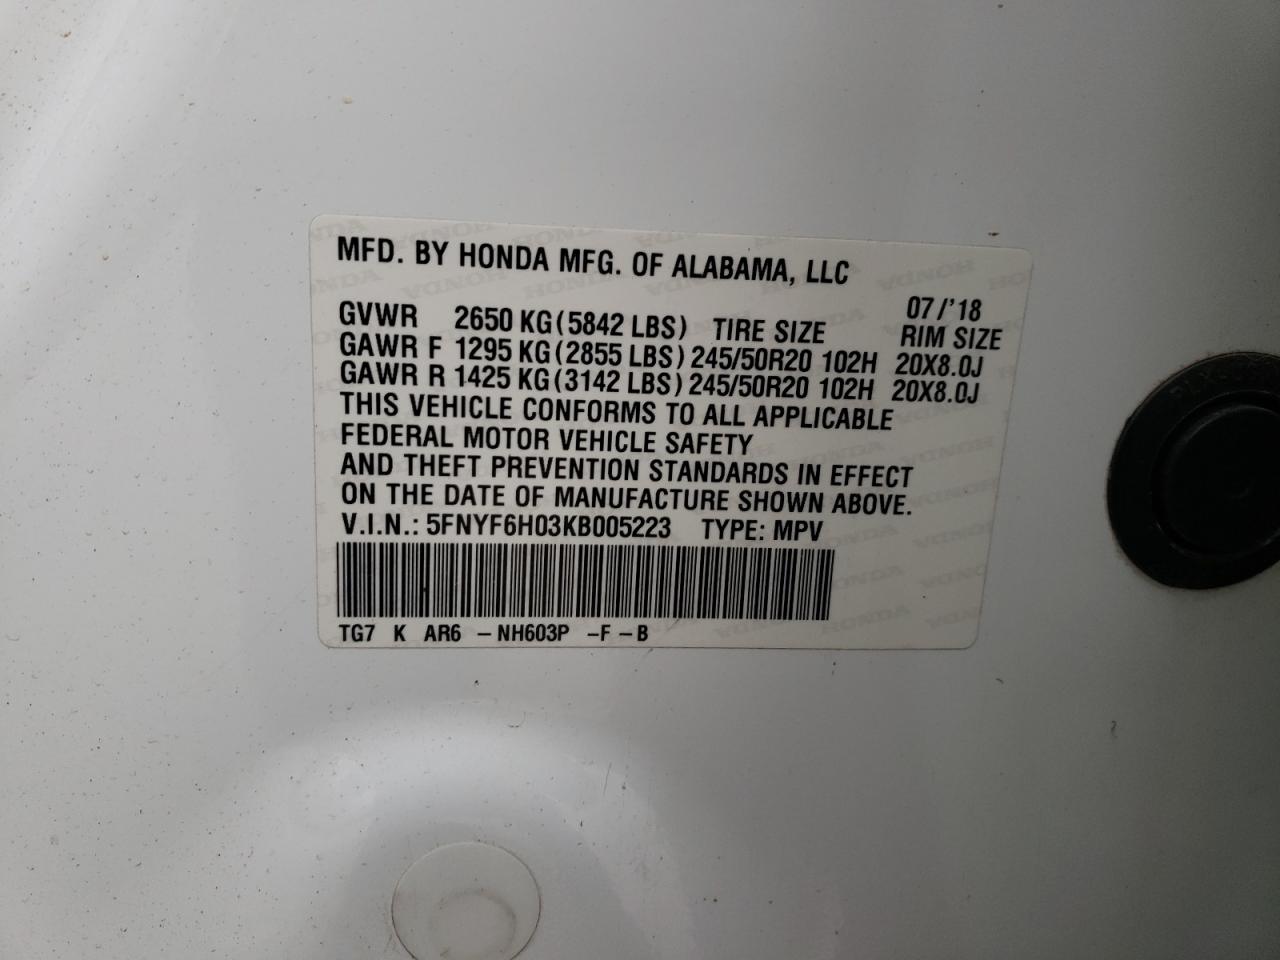 MFD. BY HONDA MFG. OF ALABAMA, LLC
07/'18
GVWR 2650 KG (5842 LBS) TIRE SIZE RIM SIZE
GAWR F 1295 KG (2855 LBS) 245/50R20 102H 20X8.0J
GAWR R 1425 KG (3142 LBS) 245/50R20 102H 20X8.0J
THIS VEHICLE CONFORMS TO ALL APPLICABLE
FEDERAL MOTOR VEHICLE SAFETY
AND THEFT PREVENTION STANDARDS IN EFFECT
ON THE DATE OF MANUFACTURE SHOWN ABOVE.
V.I.N.: 5FNYF6H03KB005223 TYPE: MPV
TG7 K AR6 -NH603P -F-B